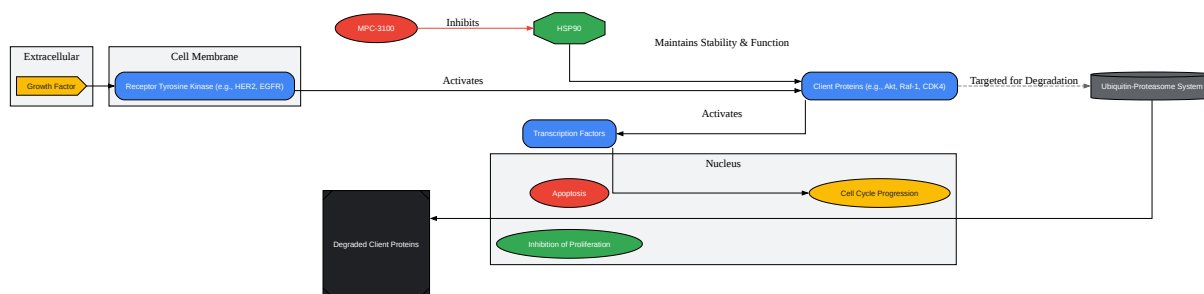 MPC-3100
Inhibits
HSP90
Maintains Stability & Function
Extracellular
Cell Membrane
Growth Factor
Receptor Tyrosine Kinase (e.g., HER2, EGFR)
Activates
Client Proteins (e.g., Akt, Raf-1, CDK4)
Targeted for Degradation
Ubiquitin-Proteasome System
Activates
Transcription Factors
Nucleus
Apoptosis
Cell Cycle Progression
Degraded Client Proteins
Inhibition of Proliferation